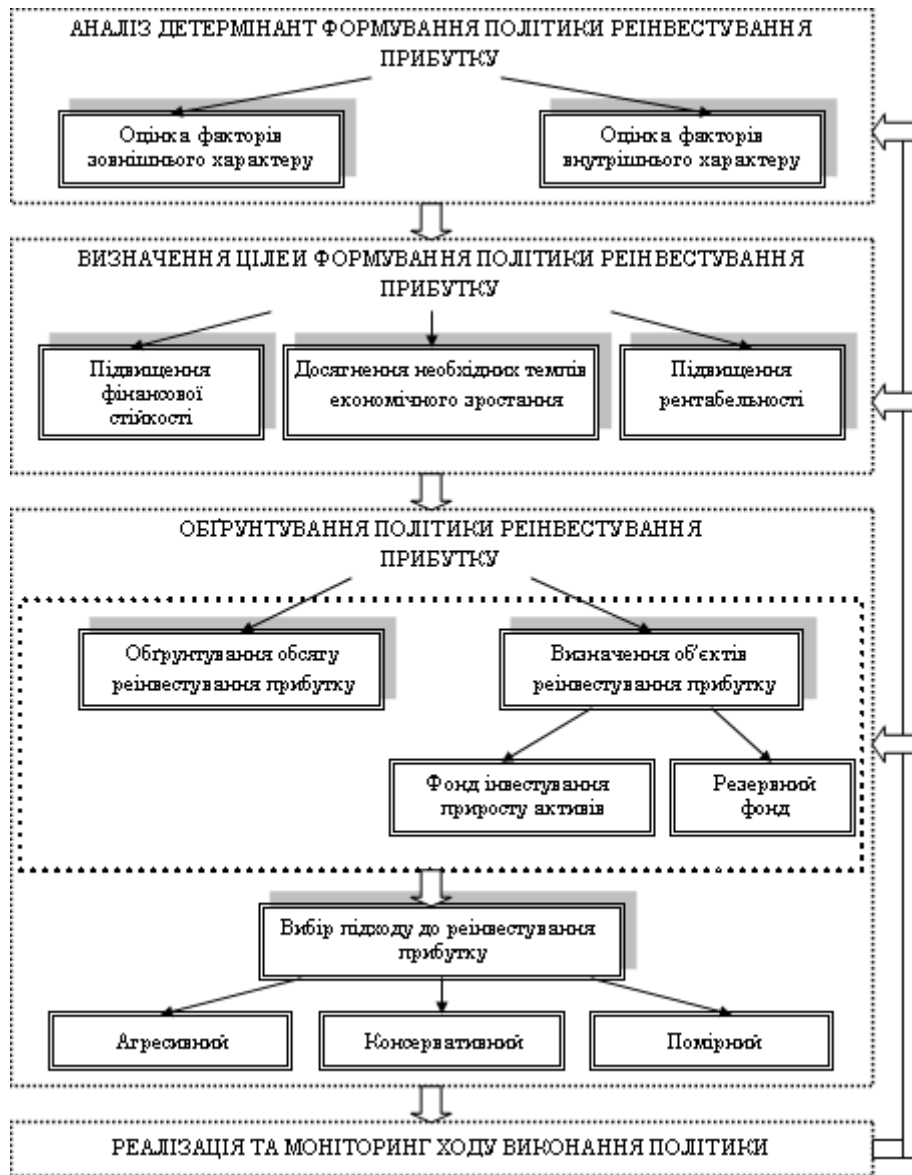 АНАЛІЗ ДЕТЕРМІНАНТ ФОРМУВАННЯ ПОЛІТИКИ РЕІНВЕСТУВАННЯ
ПРИБУТКУ
Оцінка факторів
зовнішнього характеру
Оцінка факторів
внутрішнього характеру
ВИЗНАЧЕННЯ ЦІЛЕИ ФОРМУВАННЯ ПОЛІТИКИ РЕІНВЕСТУВАННЯ
ПРИБУТКУ
Підвищення
фінансової
стійкості
Досягнення необхідних темпів
економічного зростання
Підвищення
рентабельності
ОБҐРУНТУВАННЯ ПОЛІТИКИ РЕІНВЕСТУВАННЯ
ПРИБУТКУ
Обґрунтування обсягу
реінвестування прибутку
Визначення об'єктів
реінвестування прибутку
Фонд інвестування
приросту активів
Резервний
фонд
Вибір підходу до реінвестування
прибутку
Агресивний
Консервативний
Помірний
РЕАЛІЗАЦІЯ ТА МОНІТОРИНГ ХОДУ ВИКОНАННЯ ПОЛІТИКИ